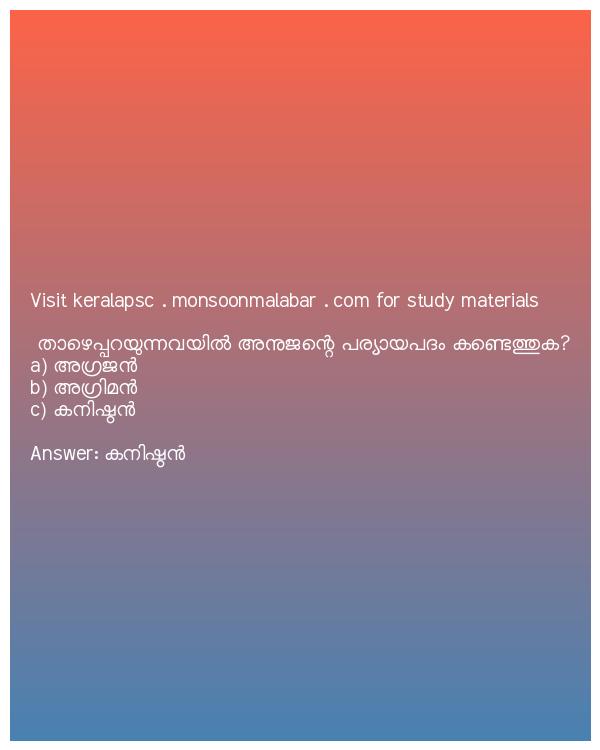 Visit keralapsc . monsoonmalabar . com for study materials
താഴെപ്പറയുന്നവയിൽ അനുജന്റെ പര്യായപദം കണ്ടെത്തുക?
a) അഗ്രജൻ
b) അഗ്രിമൻ
c) കനിഷ്ഠൻ
Answer: കനിഷ്ഠൻ